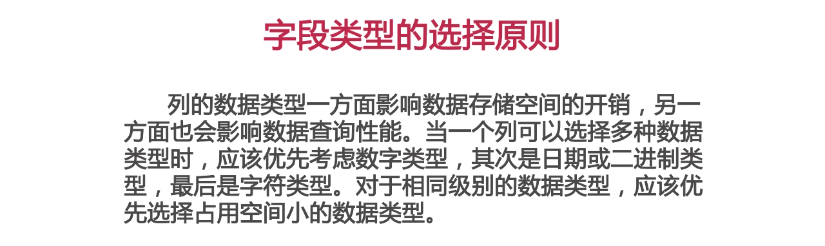 字段类型的选择原则
列的数据类型一方面影响数据存储空间的开销，另一
方面也会影响数据查询性能。当一个列可以选择多种数据
类型时，应该优先考虑数字类型，其次是日期或二进制类
型，最后是字符类型。对于相同级别的数据类型，应该优
先选择占用空间小的数据类型。